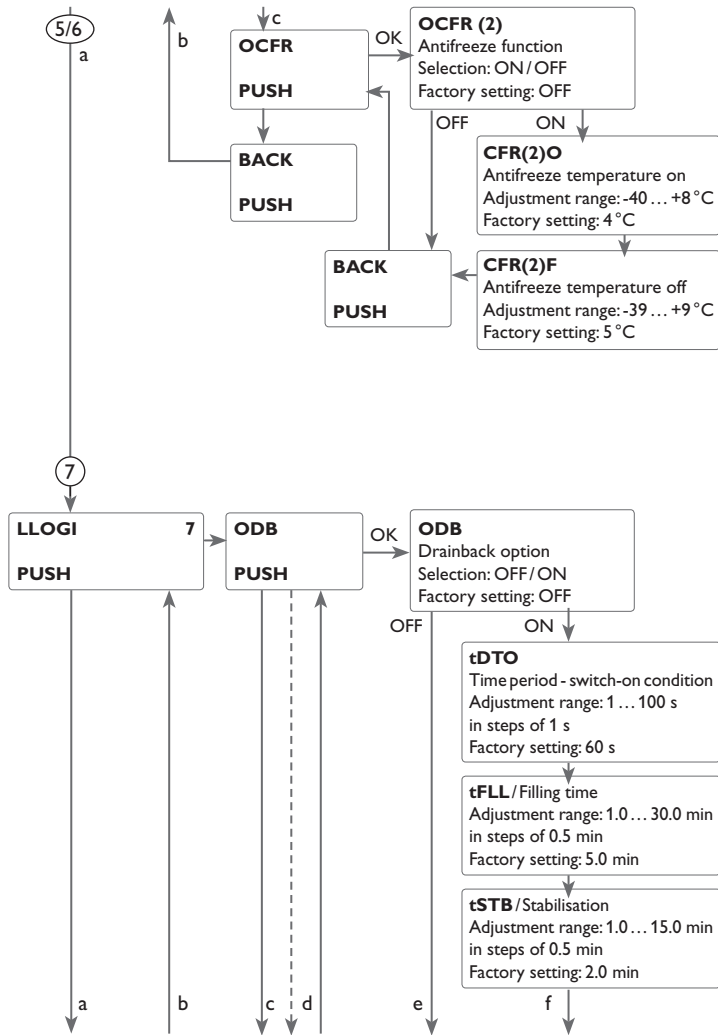 5/6
a
b
c
OCFR
PUSH
OK
OCFR (2)
Antifreeze function
Selection: ON / OFF
Factory setting: OFF
BACK
PUSH
OFF
ON
CFR(2)O
Antifreeze temperature on
Adjustment range: -40 … +8 °C
Factory setting: 4 °C
BACK
PUSH
CFR(2)F
Antifreeze temperature off
Adjustment range: -39 … +9 °C
Factory setting: 5 °C
7
LLOGI 7
PUSH
ODB
PUSH
OK
ODB
Drainback option
Selection: OFF / ON
Factory setting: OFF
OFF
ON
tDTO
Time period - switch-on condition
Adjustment range: 1 … 100 s
in steps of 1 s
Factory setting: 60 s
tFLL / Filling time
Adjustment range: 1.0 … 30.0 min
in steps of 0.5 min
Factory setting: 5.0 min
tSTB / Stabilisation
Adjustment range: 1.0 … 15.0 min
in steps of 0.5 min
Factory setting: 2.0 min
a
b
c
d
e
f